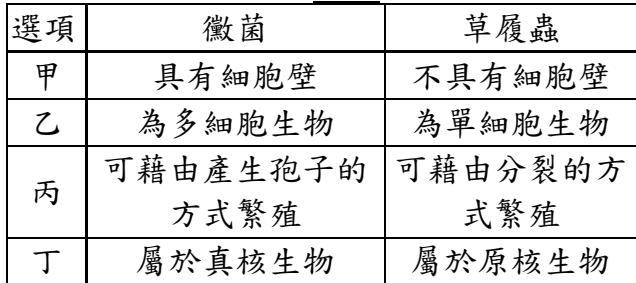 選項 黴菌 草履蟲
甲 具有細胞壁 不具有細胞壁
乙 為多細胞生物 為單細胞生物
丙 可藉由產生孢子的 可藉由分裂的方
方式繁殖 式繁殖
丁 屬於真核生物 屬於原核生物